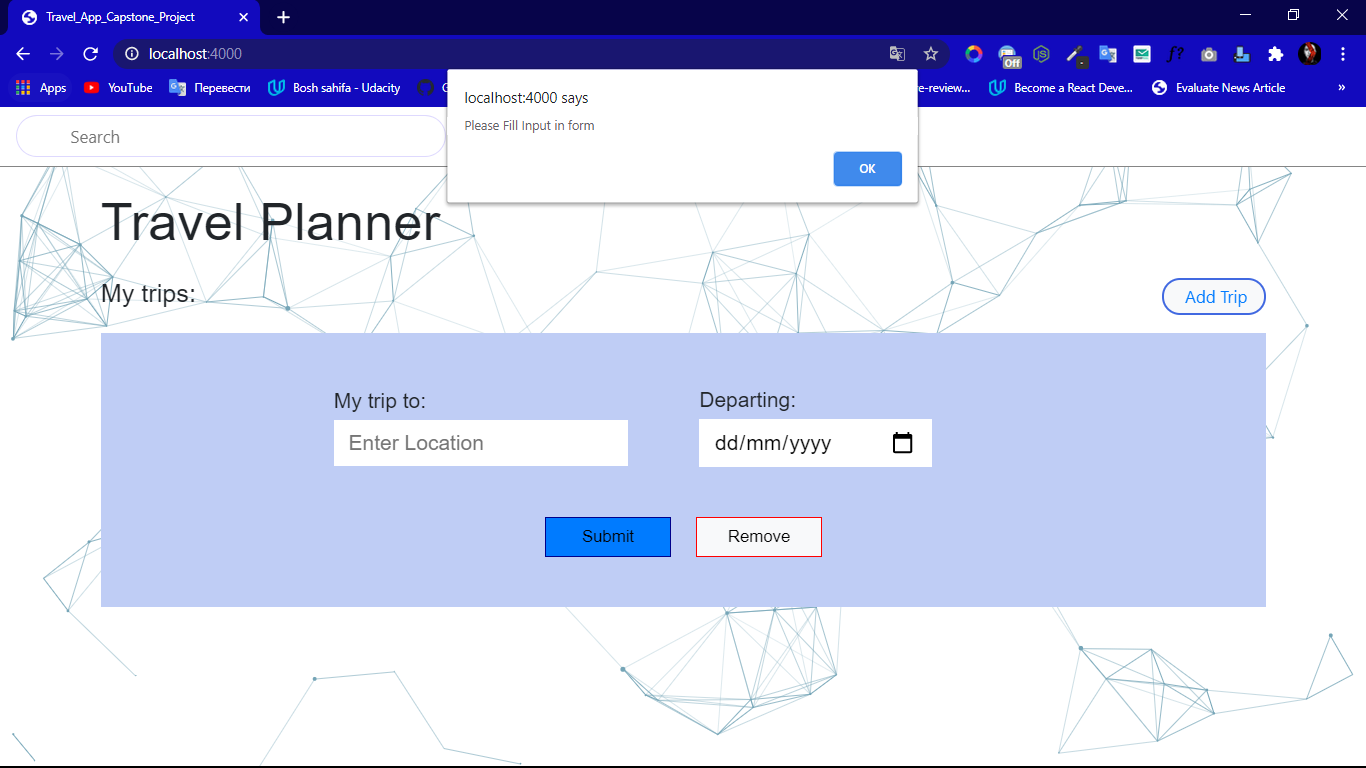 Travel_App_Capstone_Project
localhost:4000
Off
Apps YouTube Перевести Bosh sahifa - Udacity
e-review... Become a React Deve... Evaluate News Article »
localhost:4000 says
Please Fill Input in form
OK
Search
Travel Planner
My trips:
Add Trip
My trip to: Departing:
Enter Location dd/mm/yyyy
Submit Remove